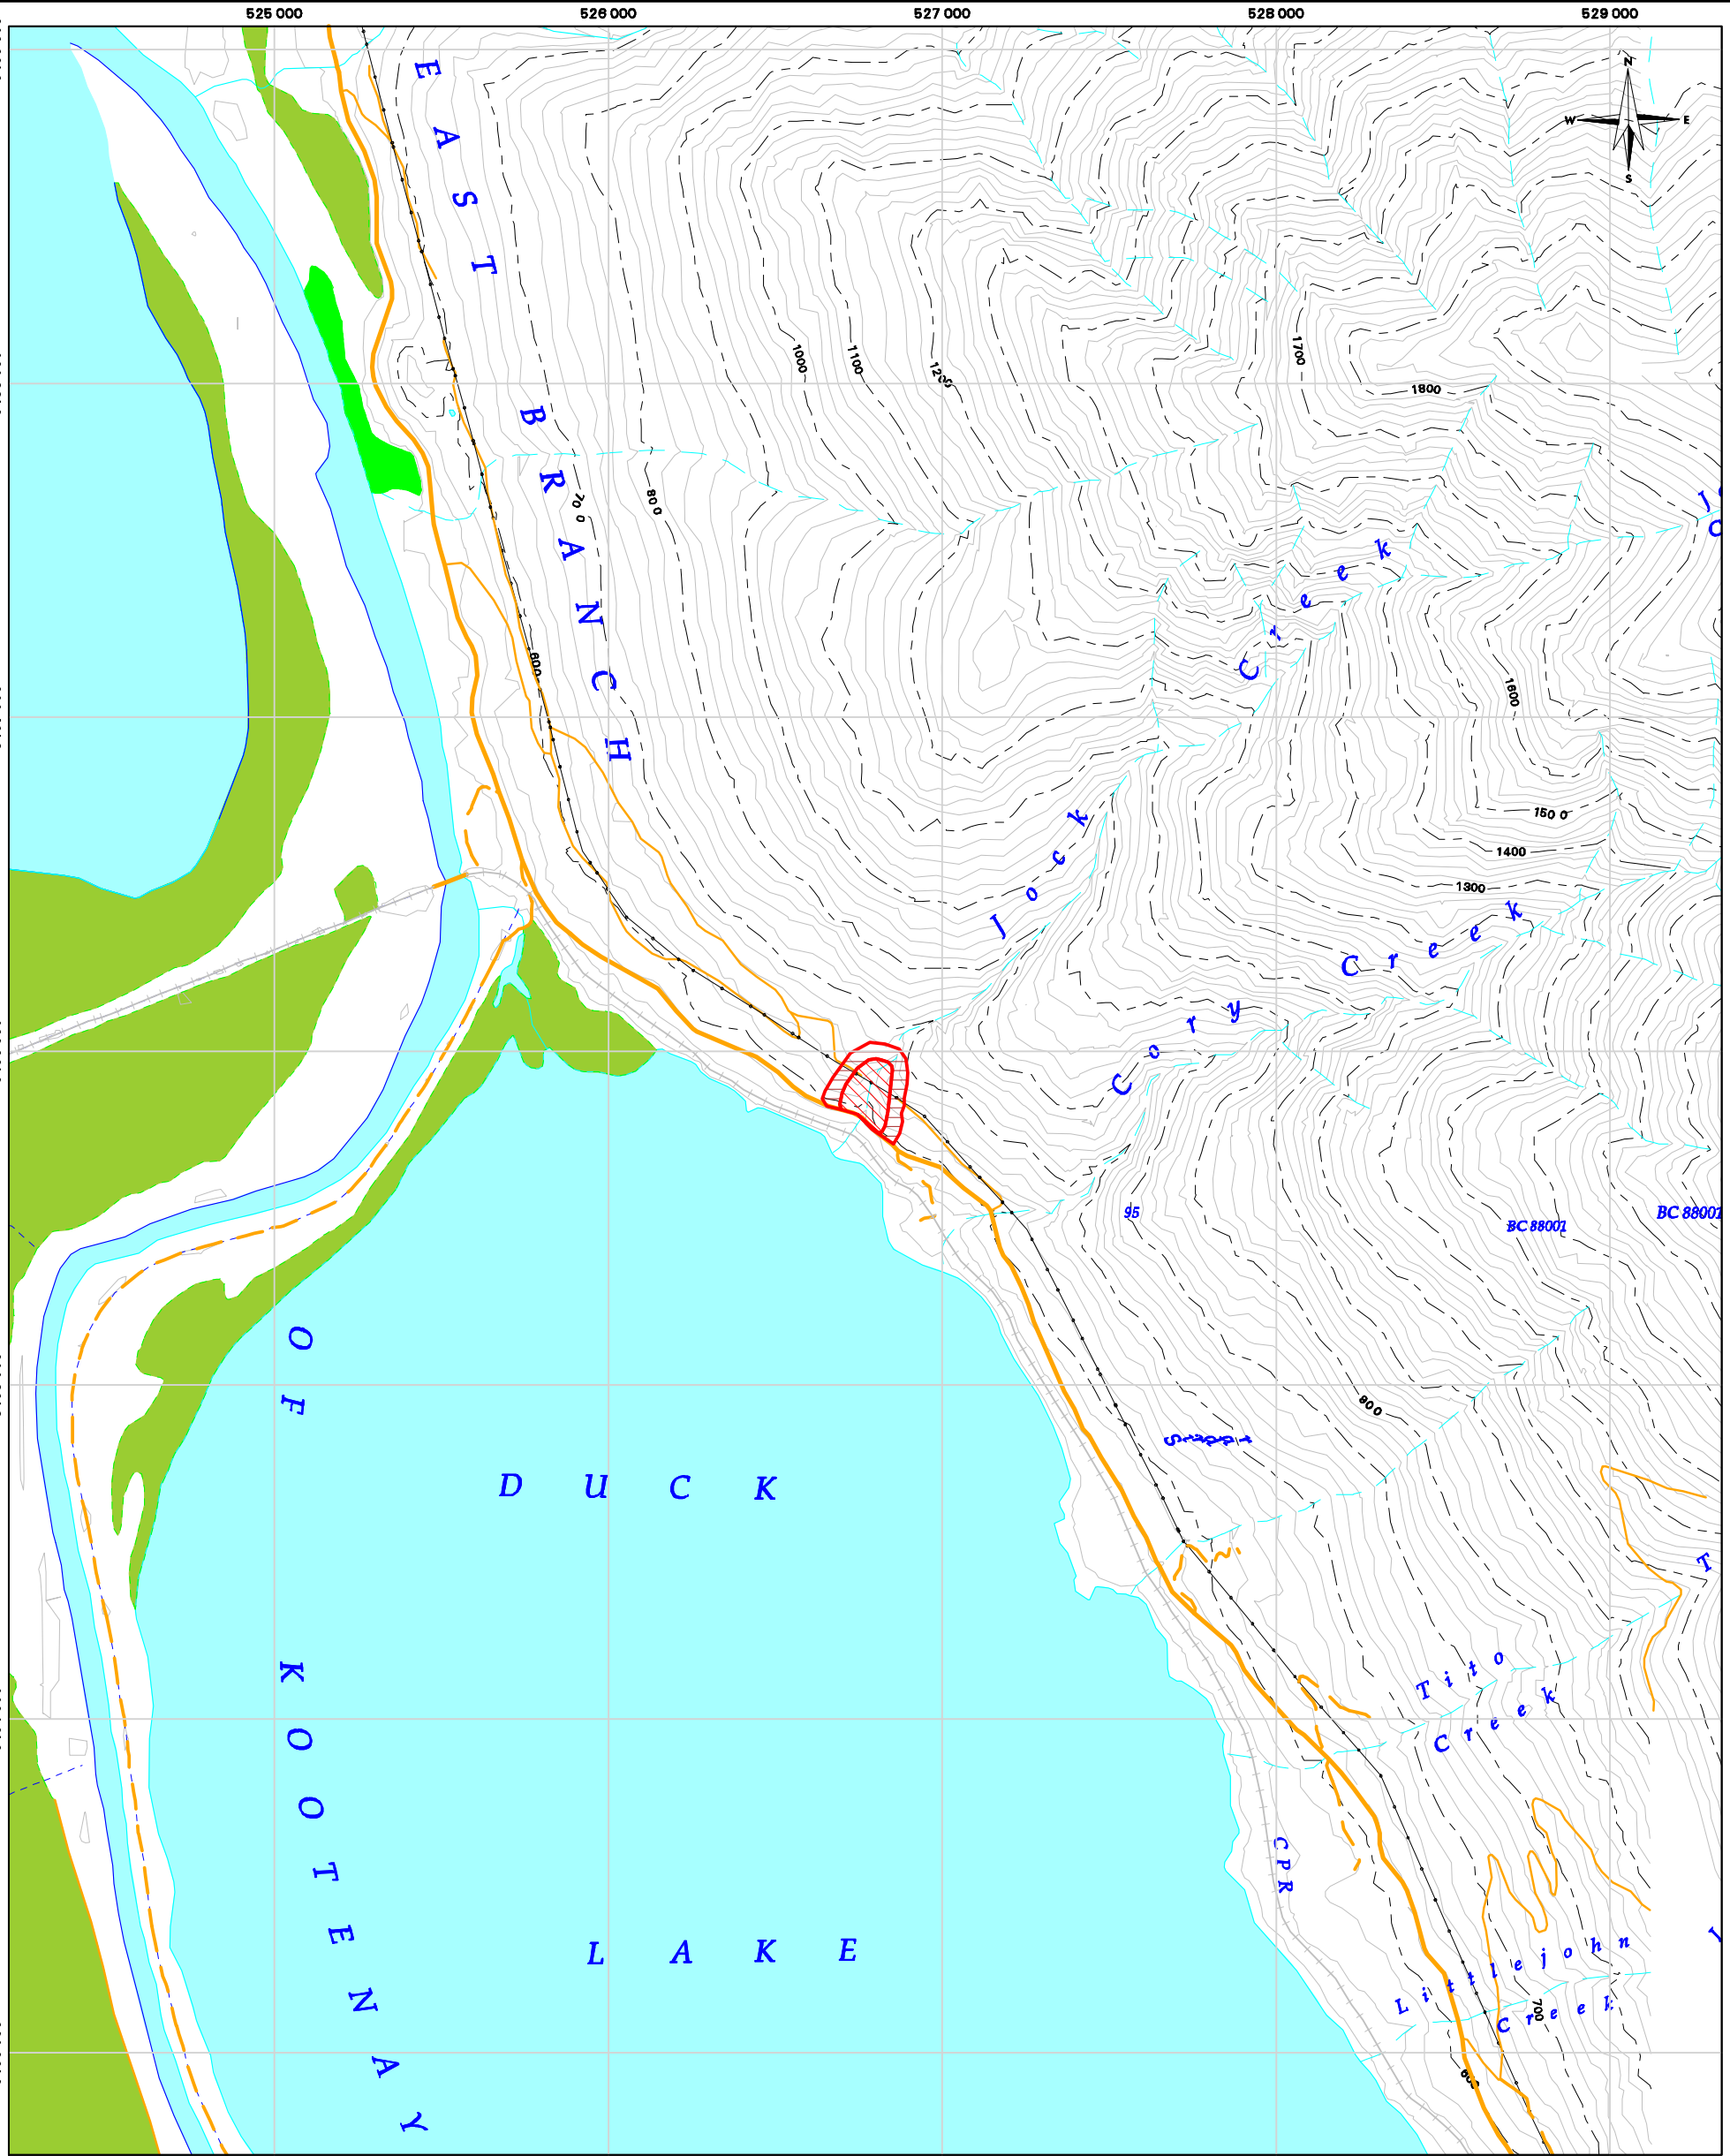 525 000 526 000 527 000 528 000 529 000
N
W E
S
EAST BRANCH OF KOOTENAY
1000 1100 1200 1700 1800
700 800
600
1600
1500
1400
1300
Jock Creek
Cory Creek
95
BC 88001 BC 88001
800
DUCK
LAKE
T
Tito
Creek
CPR
Littlejohn
Creek
700
600